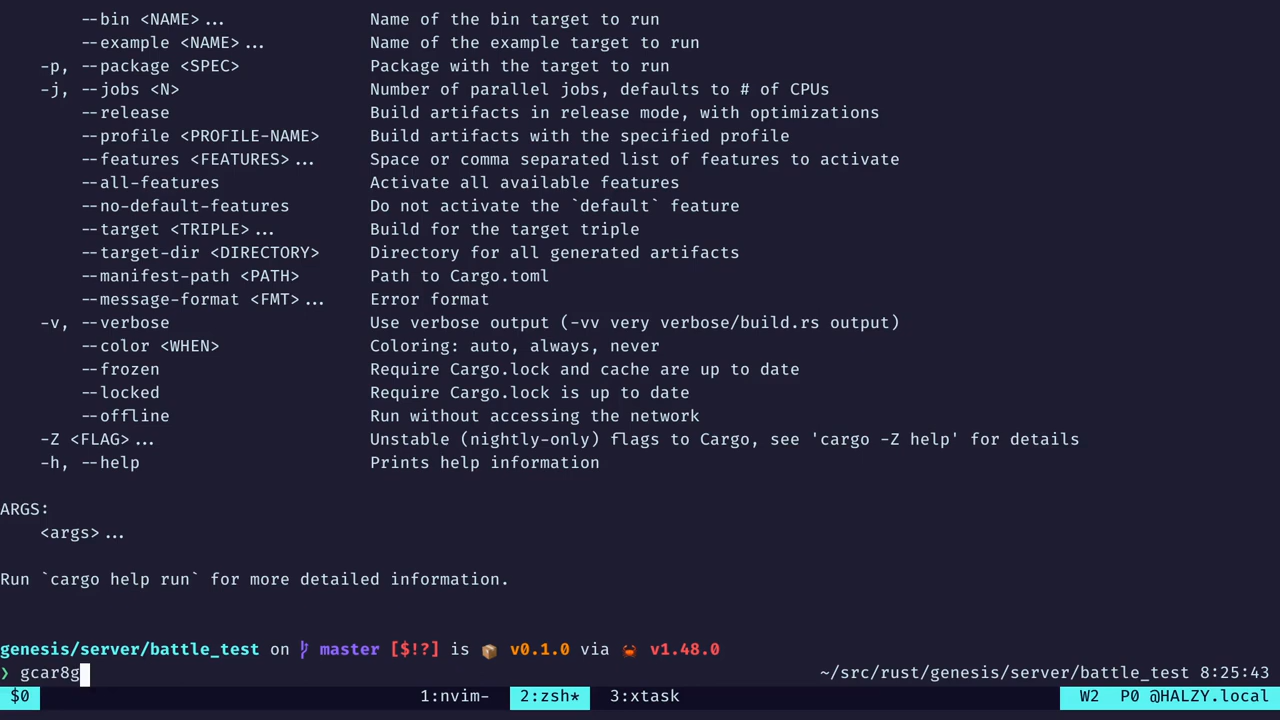 --bin <NAME>... Name of the bin target to run
--example <NAME>... Name of the example target to run
-p, --package <SPEC> Package with the target to run
-j, --jobs <N> Number of parallel jobs, defaults to # of CPUs
--release Build artifacts in release mode, with optimizations
--profile <PROFILE-NAME> Build artifacts with the specified profile
--features <FEATURES>... Space or comma separated list of features to activate
--all-features Activate all available features
--no-default-features Do not activate the `default` feature
--target <TRIPLE>... Build for the target triple
--target-dir <DIRECTORY> Directory for all generated artifacts
--manifest-path <PATH> Path to Cargo.toml
--message-format <FMT>... Error format
-v, --verbose Use verbose output (-vv very verbose/build.rs output)
--color <WHEN> Coloring: auto, always, never
--frozen Require Cargo.lock and cache are up to date
--locked Require Cargo.lock is up to date
--offline Run without accessing the network
-Z <FLAG>... Unstable (nightly-only) flags to Cargo, see 'cargo -Z help' for details
-h, --help Prints help information
ARGS:
<args>...
Run `cargo help run` for more detailed information.
genesis/server/battle_test on master [$!?] is 📦 v0.1.0 via 🦀 v1.48.0
❯ gcar8g ~/src/rust/genesis/server/battle_test 8:25:43
$0 1:nvim- 2:zsh* 3:xtask W2 P0 @HALZY.local